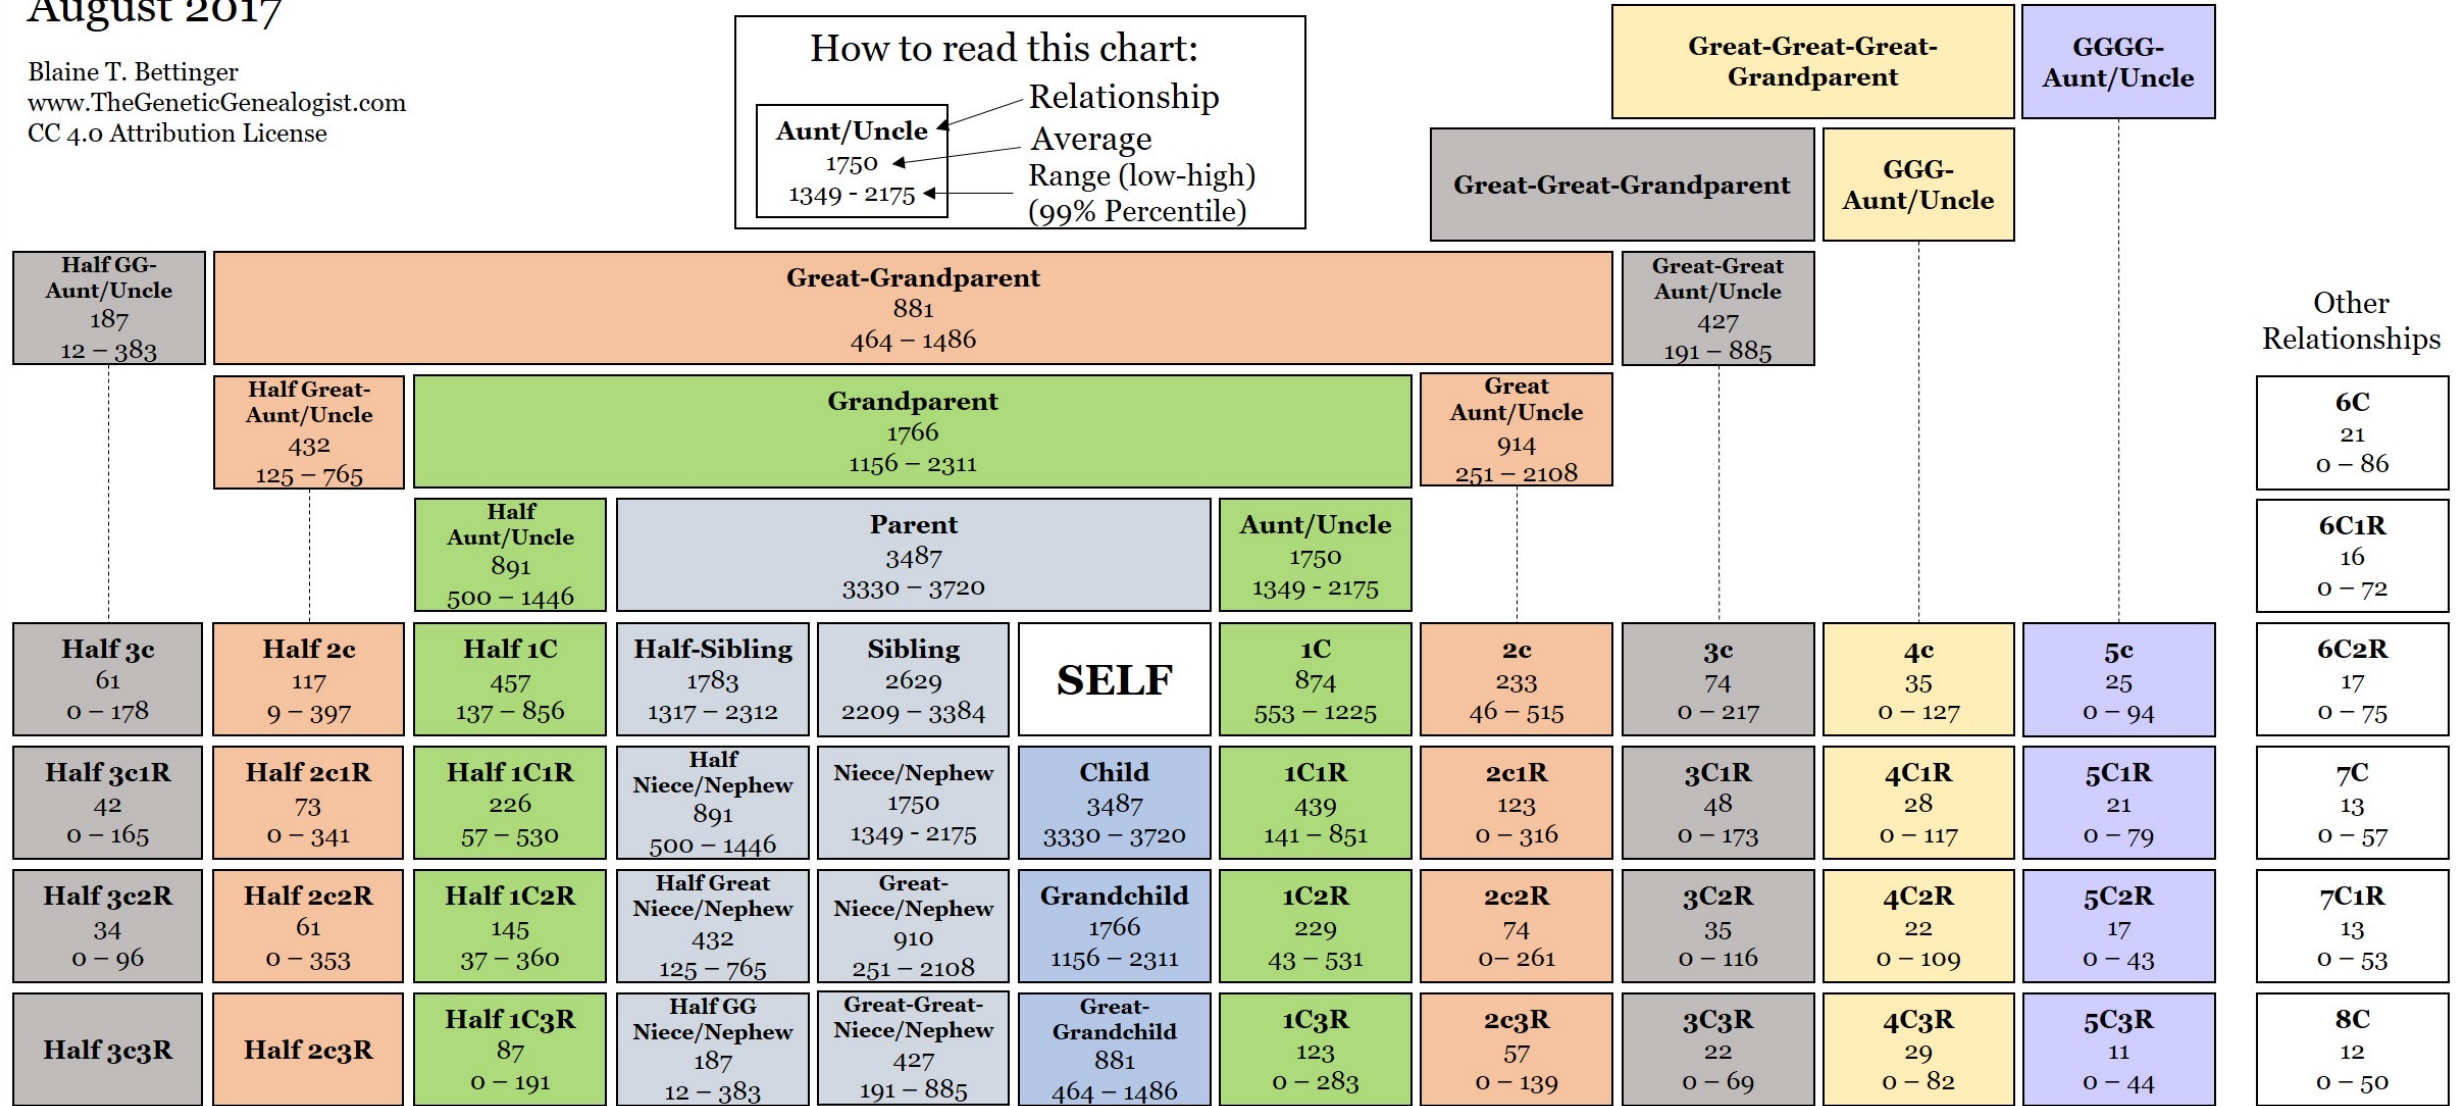 August 2017
Blaine T. Bettinger
www.TheGeneticGenealogist.com
CC 4.0 Attribution License
How to read this chart:
Aunt/Uncle
1750
1349 - 2175
Relationship
Average
Range (low-high)
(99% Percentile)
Great-Great-Great-
Grandparent
GGGG-
Aunt/Uncle
Great-Great-Grandparent
GGG-
Aunt/Uncle
Half GG-
Aunt/Uncle
187
12 – 383
Great-Grandparent
881
464 – 1486
Great-Great
Aunt/Uncle
427
191 – 885
Other
Relationships
Half Great-
Aunt/Uncle
432
125 – 765
Grandparent
1766
1156 – 2311
Great
Aunt/Uncle
914
251 – 2108
6C
21
0 – 86
Half
Aunt/Uncle
891
500 – 1446
Parent
3487
3330 – 3720
Aunt/Uncle
1750
1349 - 2175
6C1R
16
0 – 72
Half 3c
61
0 – 178
Half 2c
117
9 – 397
Half 1C
457
137 – 856
Half-Sibling
1783
1317 – 2312
Sibling
2629
2209 – 3384
SELF
1C
874
553 – 1225
2c
233
46 – 515
3c
74
0 – 217
4c
35
0 – 127
5c
25
0 – 94
6C2R
17
0 – 75
Half 3c1R
42
0 – 165
Half 2c1R
73
0 – 341
Half 1C1R
226
57 – 530
Half
Niece/Nephew
891
500 – 1446
Niece/Nephew
1750
1349 - 2175
Child
3487
3330 – 3720
1C1R
439
141 – 851
2c1R
123
0 – 316
3C1R
48
0 – 173
4C1R
28
0 – 117
5C1R
21
0 – 79
7C
13
0 – 57
Half 3c2R
34
0 – 96
Half 2c2R
61
0 – 353
Half 1C2R
145
37 – 360
Half Great
Niece/Nephew
432
125 – 765
Great-
Niece/Nephew
910
251 – 2108
Grandchild
1766
1156 – 2311
1C2R
229
43 – 531
2c2R
74
0– 261
3C2R
35
0 – 116
4C2R
22
0 – 109
5C2R
17
0 – 43
7C1R
13
0 – 53
Half 3c3R
Half 2c3R
Half 1C3R
87
0 – 191
Half GG
Niece/Nephew
187
12 – 383
Great-Great-
Niece/Nephew
427
191 – 885
Great-
Grandchild
881
464 – 1486
1C3R
123
0 – 283
2c3R
57
0 – 139
3C3R
22
0 – 69
4C3R
29
0 – 82
5C3R
11
0 – 44
8C
12
0 – 50